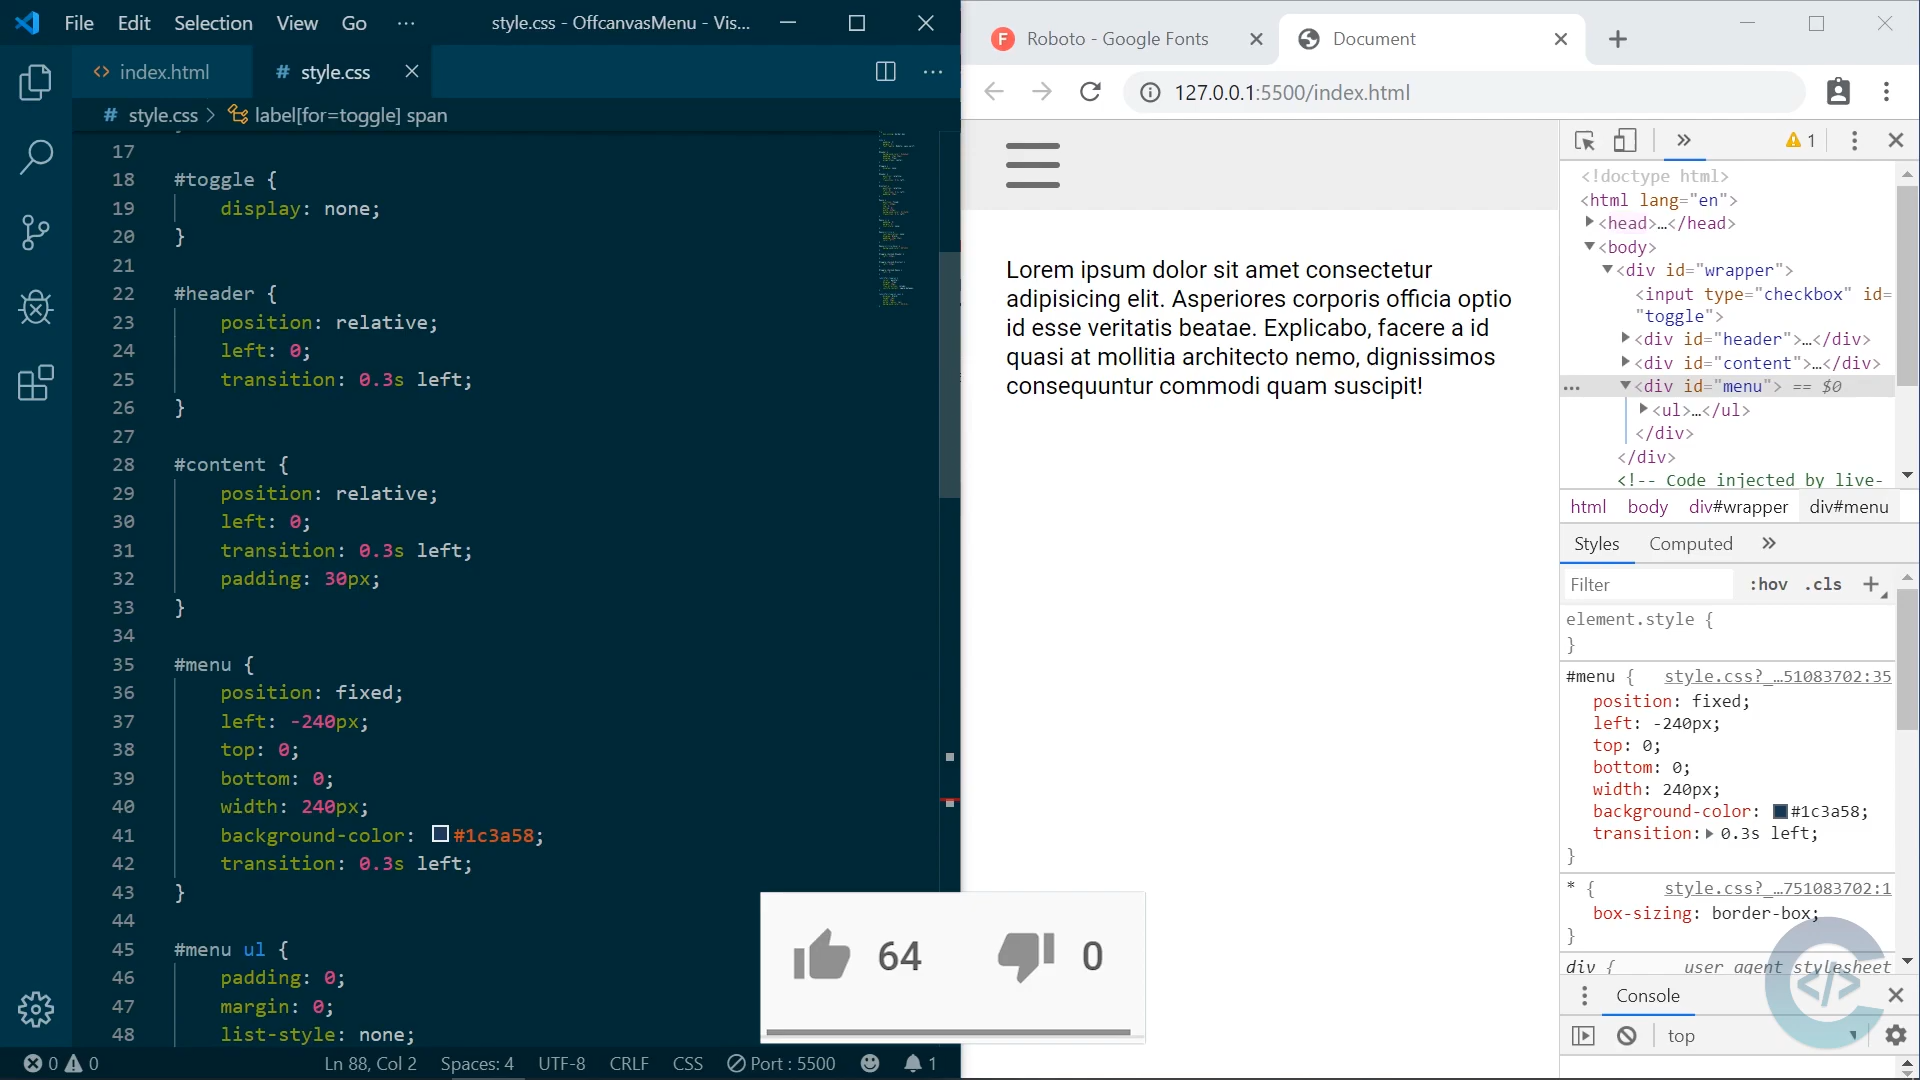 File Edit Selection View Go ··· style.css - OffcanvasMenu - Vis...
index.html
style.css
style.css > label[for=toggle] span
17
18 #toggle {
19 display: none;
20 }
21
22 #header {
23 position: relative;
24 left: 0;
25 transition: 0.3s left;
26 }
27
28 #content {
29 position: relative;
30 left: 0;
31 transition: 0.3s left;
32 padding: 30px;
33 }
34
35 #menu {
36 position: fixed;
37 left: -240px;
38 top: 0;
39 bottom: 0;
40 width: 240px;
41 background-color: #1c3a58;
42 transition: 0.3s left;
43 }
44
45 #menu ul {
46 padding: 0;
47 margin: 0;
48 list-style: none;
0 0 Ln 88, Col 2 Spaces: 4 UTF-8 CRLF CSS Port : 5500 1
64 0
Roboto - Google Fonts
Document
127.0.0.1:5500/index.html
Lorem ipsum dolor sit amet consectetur
adipisicing elit. Asperiores corporis officia optio
id esse veritatis beatae. Explicabo, facere a id
quasi at mollitia architecto nemo, dignissimos
consequuntur commodi quam suscipit!
1
<!doctype html>
<html lang="en">
<head>…</head>
<body>
<div id="wrapper">
<input type="checkbox" id=
"toggle">
<div id="header">…</div>
<div id="content">…</div>
<div id="menu"> == $0
<ul>…</ul>
</div>
</div>
<!-- Code injected by live-
html body div#wrapper div#menu
Styles Computed
Filter :hov .cls
element.style {
}
#menu { style.css?_…51083702:35
position: fixed;
left: -240px;
top: 0;
bottom: 0;
width: 240px;
background-color: #1c3a58;
transition: 0.3s left;
}
* { style.css?_…751083702:1
box-sizing: border-box;
}
div { user agent stylesheet
Console
top